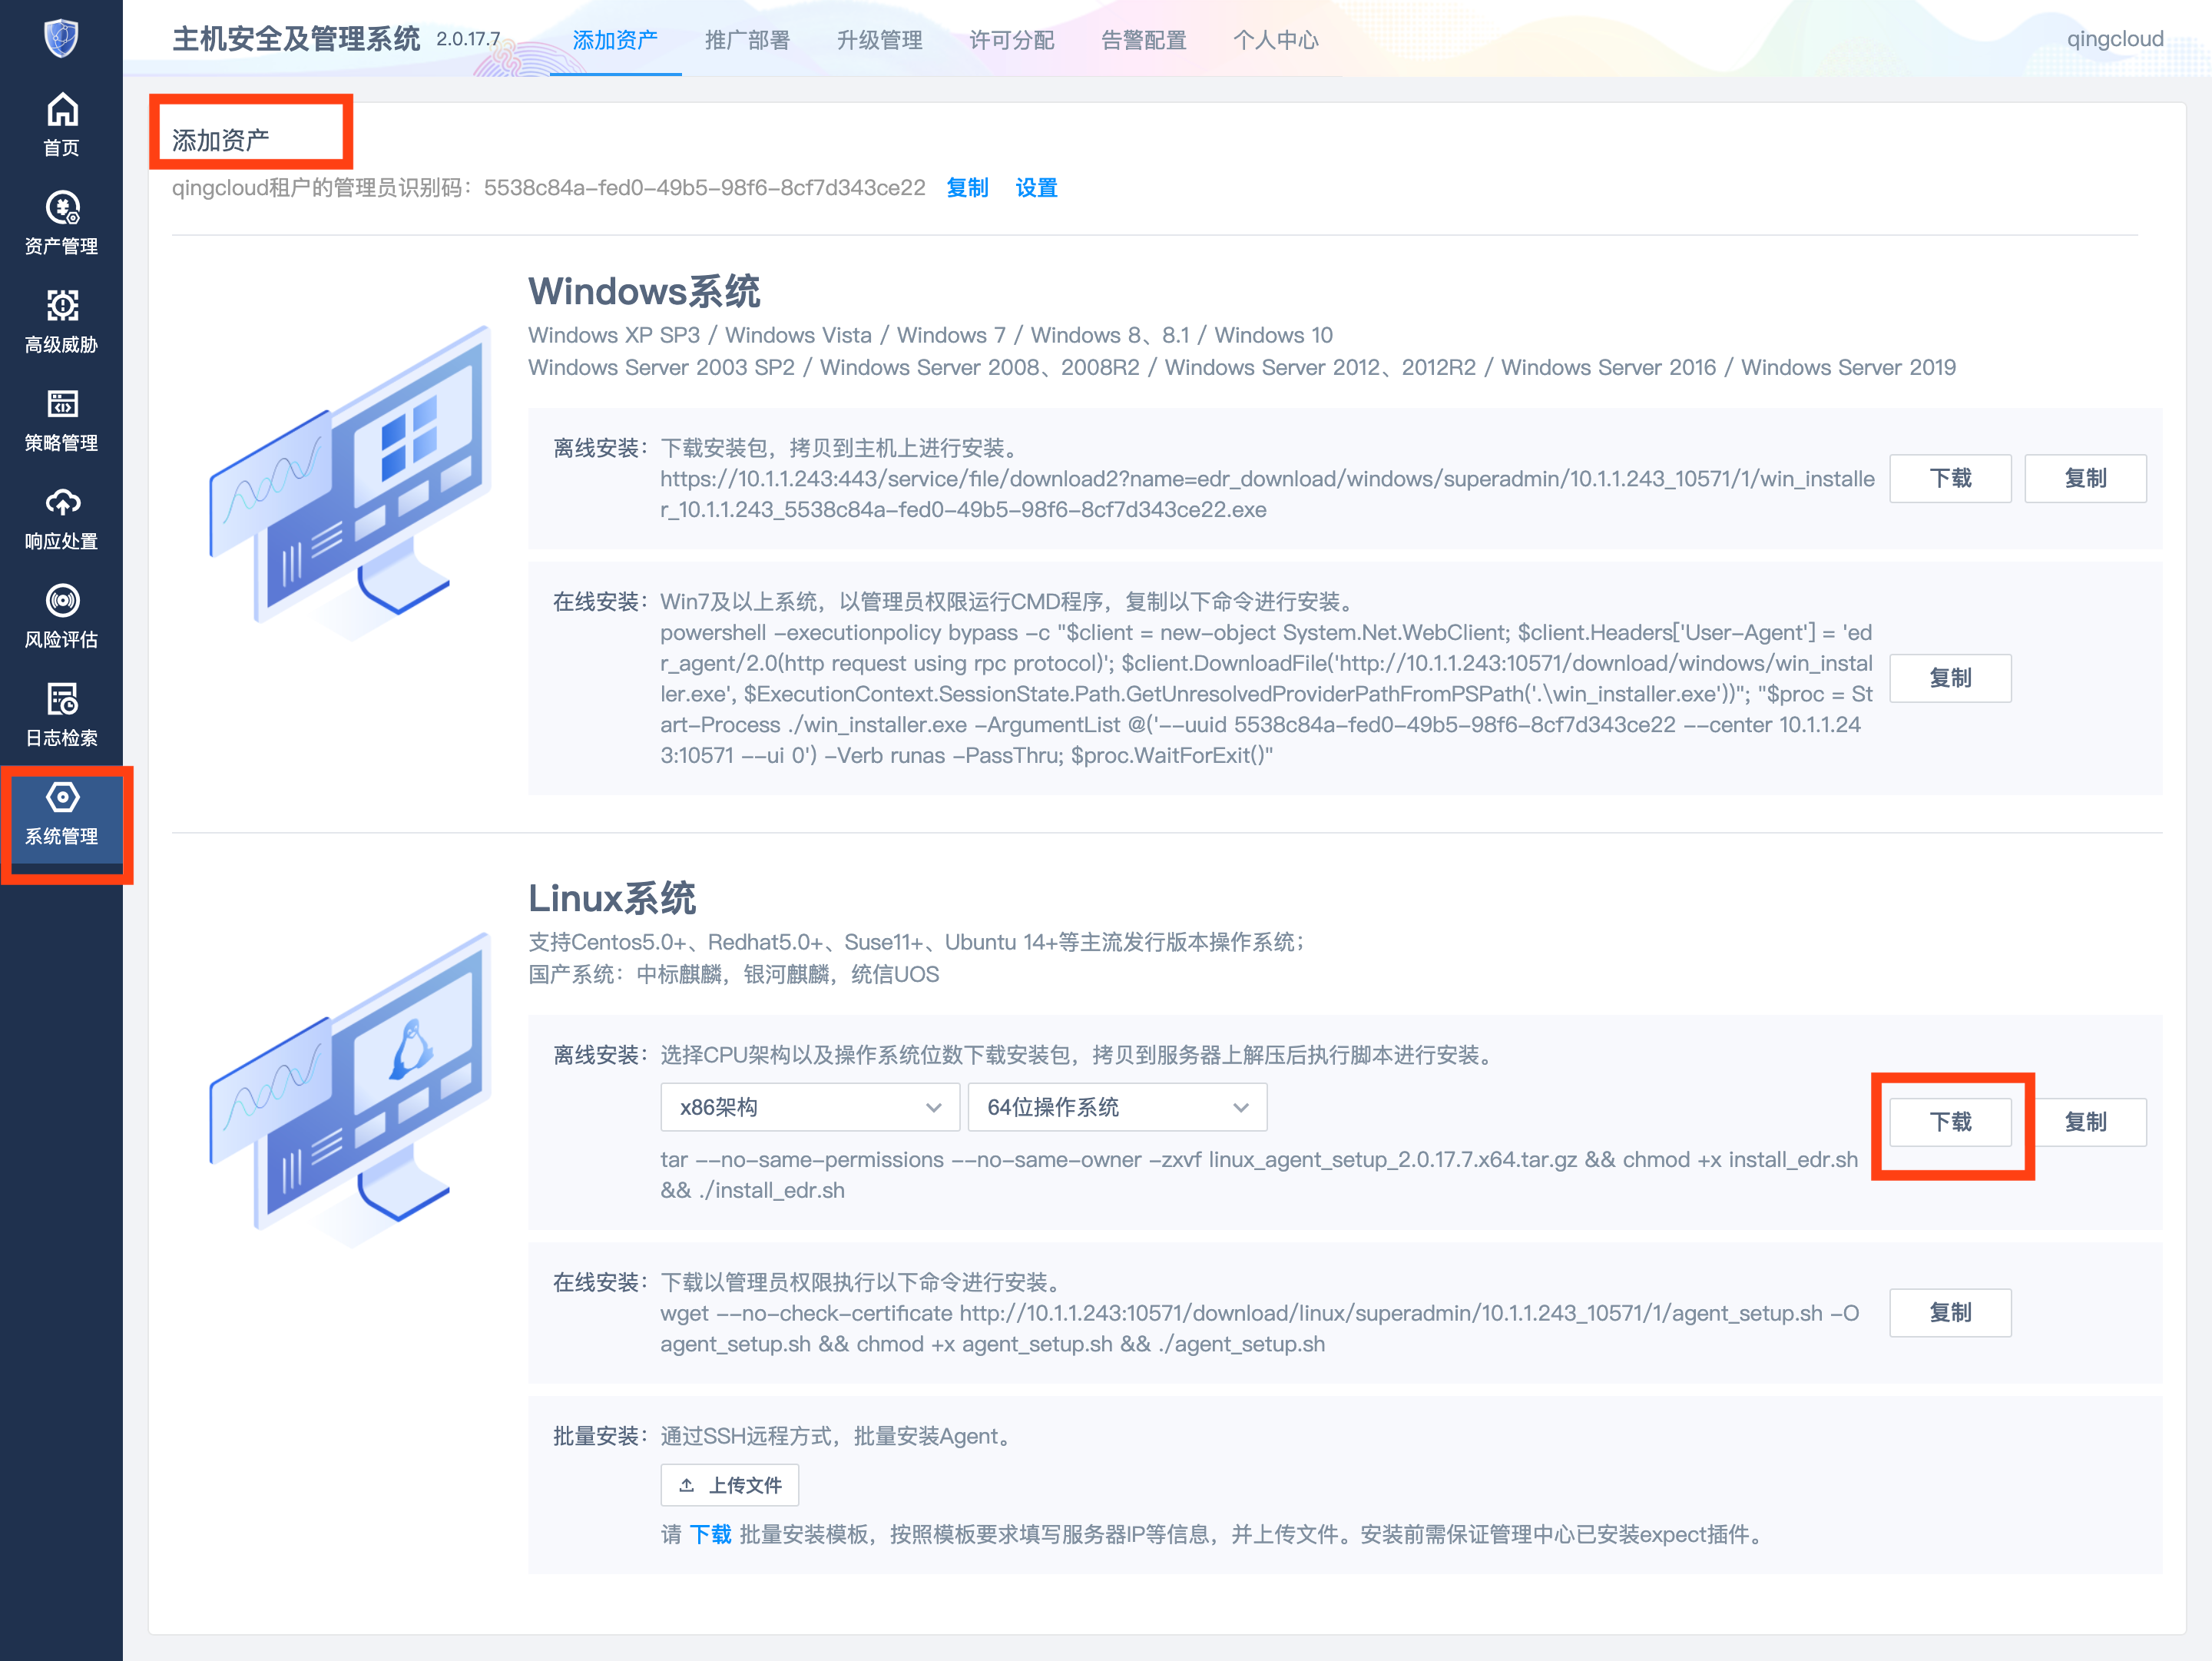 主机安全及管理系统 2.0.17.7
添加资产 推广部署 升级管理 许可分配 告警配置 个人中心
qingcloud
首页
资产管理
高级威胁
策略管理
响应处置
风险评估
日志检索
系统管理
添加资产
qingcloud租户的管理员识别码：5538c84a-fed0-49b5-98f6-8cf7d343ce22 复制 设置
Windows系统
Windows XP SP3 / Windows Vista / Windows 7 / Windows 8、8.1 / Windows 10
Windows Server 2003 SP2 / Windows Server 2008、2008R2 / Windows Server 2012、2012R2 / Windows Server 2016 / Windows Server 2019
离线安装：下载安装包，拷贝到主机上进行安装。
https://10.1.1.243:443/service/file/download2?name=edr_download/windows/superadmin/10.1.1.243_10571/1/win_installe
r_10.1.1.243_5538c84a-fed0-49b5-98f6-8cf7d343ce22.exe
下载 复制
在线安装：Win7及以上系统，以管理员权限运行CMD程序，复制以下命令进行安装。
powershell -executionpolicy bypass -c "$client = new-object System.Net.WebClient; $client.Headers['User-Agent'] = 'ed
r_agent/2.0(http request using rpc protocol)'; $client.DownloadFile('http://10.1.1.243:10571/download/windows/win_instal
ler.exe', $ExecutionContext.SessionState.Path.GetUnresolvedProviderPathFromPSPath('.\win_installer.exe'))"; "$proc = St
art-Process ./win_installer.exe -ArgumentList @('--uuid 5538c84a-fed0-49b5-98f6-8cf7d343ce22 --center 10.1.1.24
3:10571 --ui 0') -Verb runas -PassThru; $proc.WaitForExit()"
复制
Linux系统
支持Centos5.0+、Redhat5.0+、Suse11+、Ubuntu 14+等主流发行版本操作系统；
国产系统：中标麒麟，银河麒麟，统信UOS
离线安装：选择CPU架构以及操作系统位数下载安装包，拷贝到服务器上解压后执行脚本进行安装。
x86架构 64位操作系统
tar --no-same-permissions --no-same-owner -zxvf linux_agent_setup_2.0.17.7.x64.tar.gz && chmod +x install_edr.sh
&& ./install_edr.sh
下载 复制
在线安装：下载以管理员权限执行以下命令进行安装。
wget --no-check-certificate http://10.1.1.243:10571/download/linux/superadmin/10.1.1.243_10571/1/agent_setup.sh -O
agent_setup.sh && chmod +x agent_setup.sh && ./agent_setup.sh
复制
批量安装：通过SSH远程方式，批量安装Agent。
上传文件
请 下载 批量安装模板，按照模板要求填写服务器IP等信息，并上传文件。安装前需保证管理中心已安装expect插件。